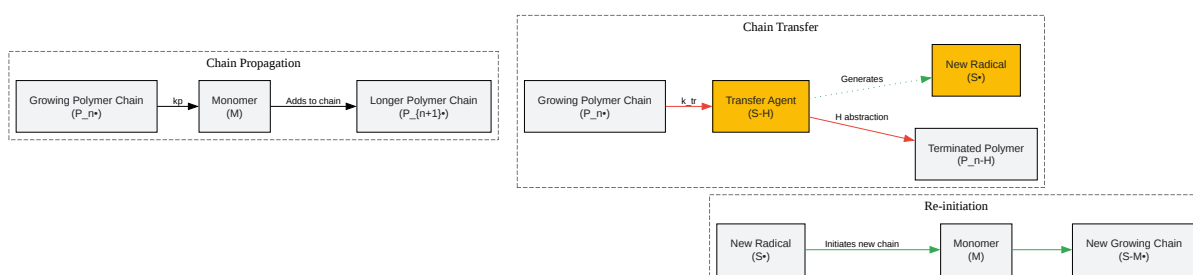 Chain Propagation
Growing Polymer Chain
(P_n•)
kp
Monomer
(M)
Adds to chain
Longer Polymer Chain
(P_{n+1}•)
Chain Transfer
Growing Polymer Chain
(P_n•)
k_tr
Transfer Agent
(S-H)
Generates
New Radical
(S•)
H abstraction
Terminated Polymer
(P_n-H)
Re-initiation
New Radical
(S•)
Initiates new chain
Monomer
(M)
New Growing Chain
(S-M•)